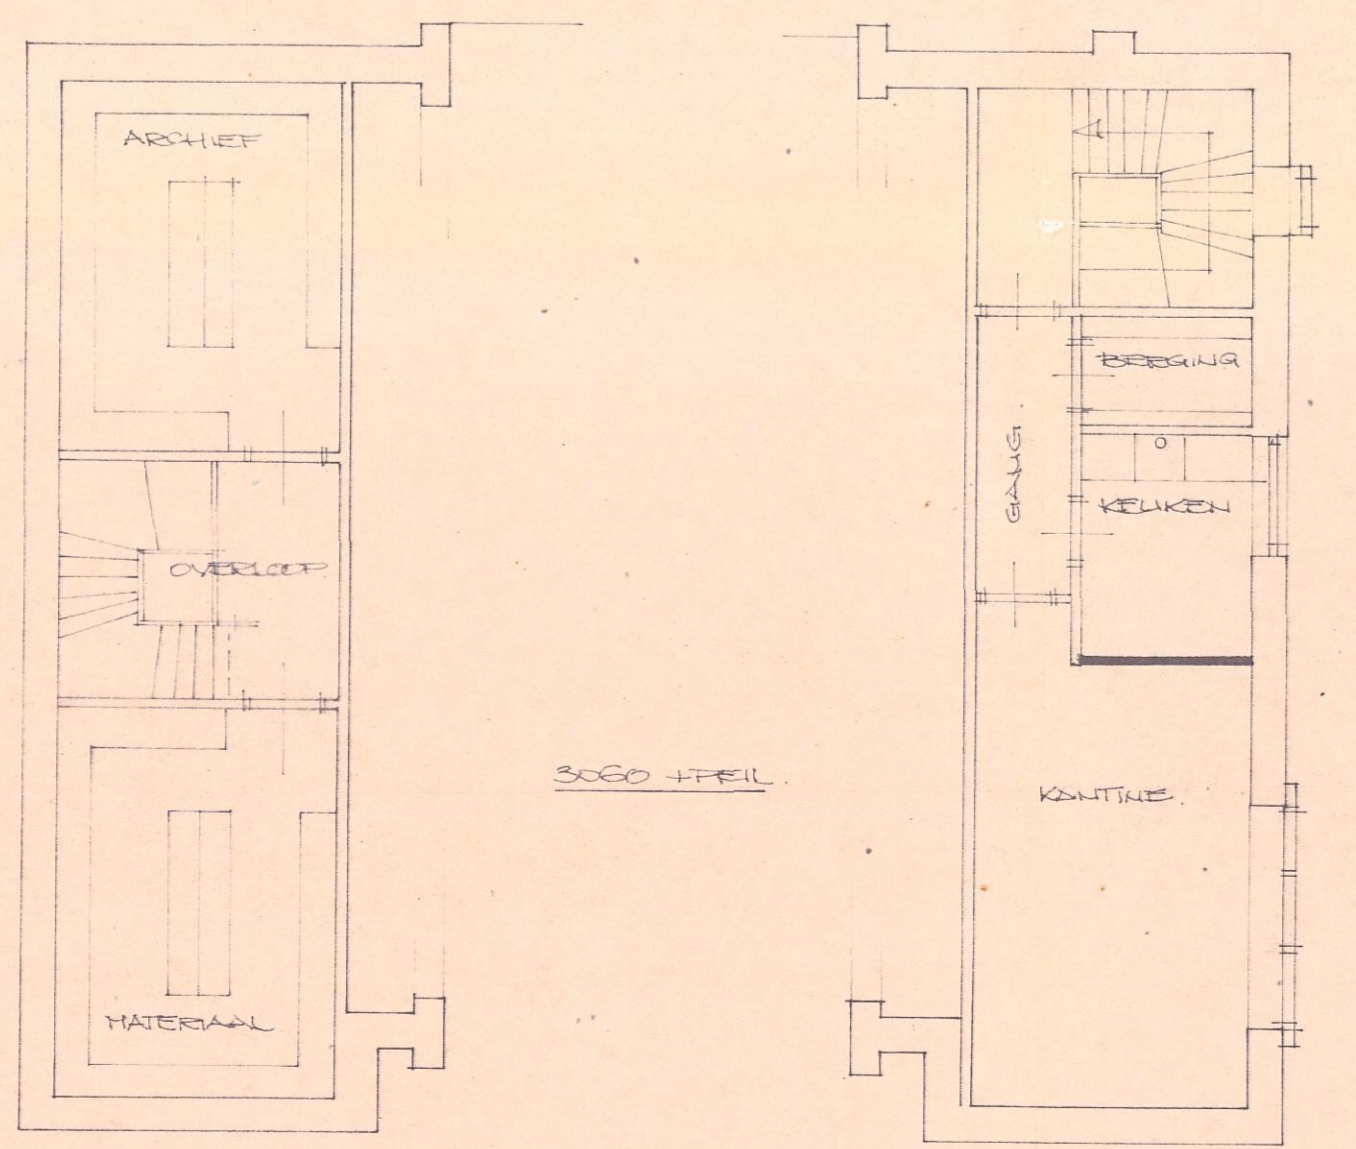 ARCHIEF
BERGING
GANG.
KEUKEN
OVERLOOP
3060 +PEIL.
KANTINE.
MATERIAAL